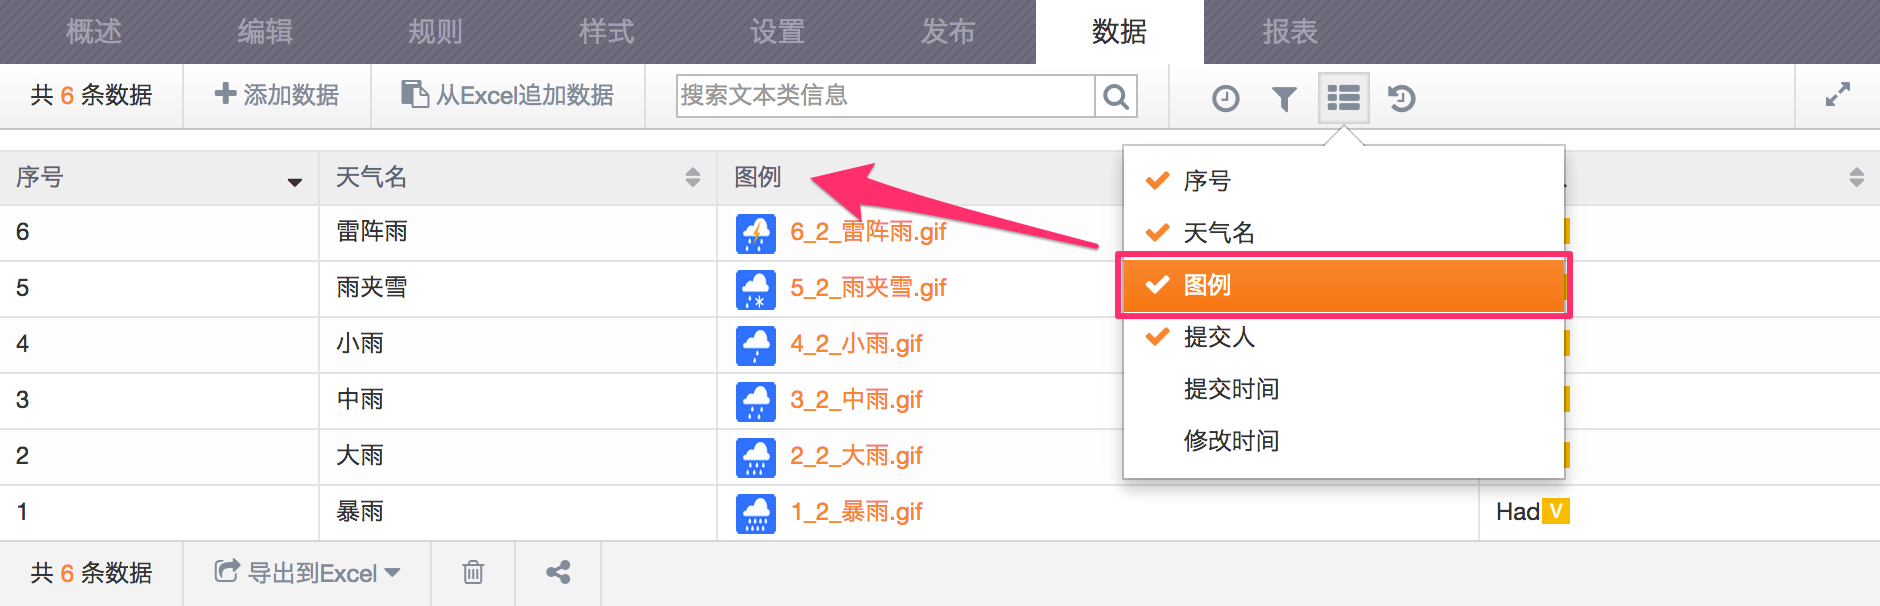 概述 编辑 规则 样式 设置 发布 数据 报表
共 6 条数据 添加数据 从Excel追加数据 搜索文本类信息
序号 天气名 图例
6 雷阵雨 6_2_雷阵雨.gif
5 雨夹雪 5_2_雨夹雪.gif
4 小雨 4_2_小雨.gif
3 中雨 3_2_中雨.gif
2 大雨 2_2_大雨.gif
1 暴雨 1_2_暴雨.gif Had V
序号
天气名
图例
提交人
提交时间
修改时间
共 6 条数据 导出到Excel